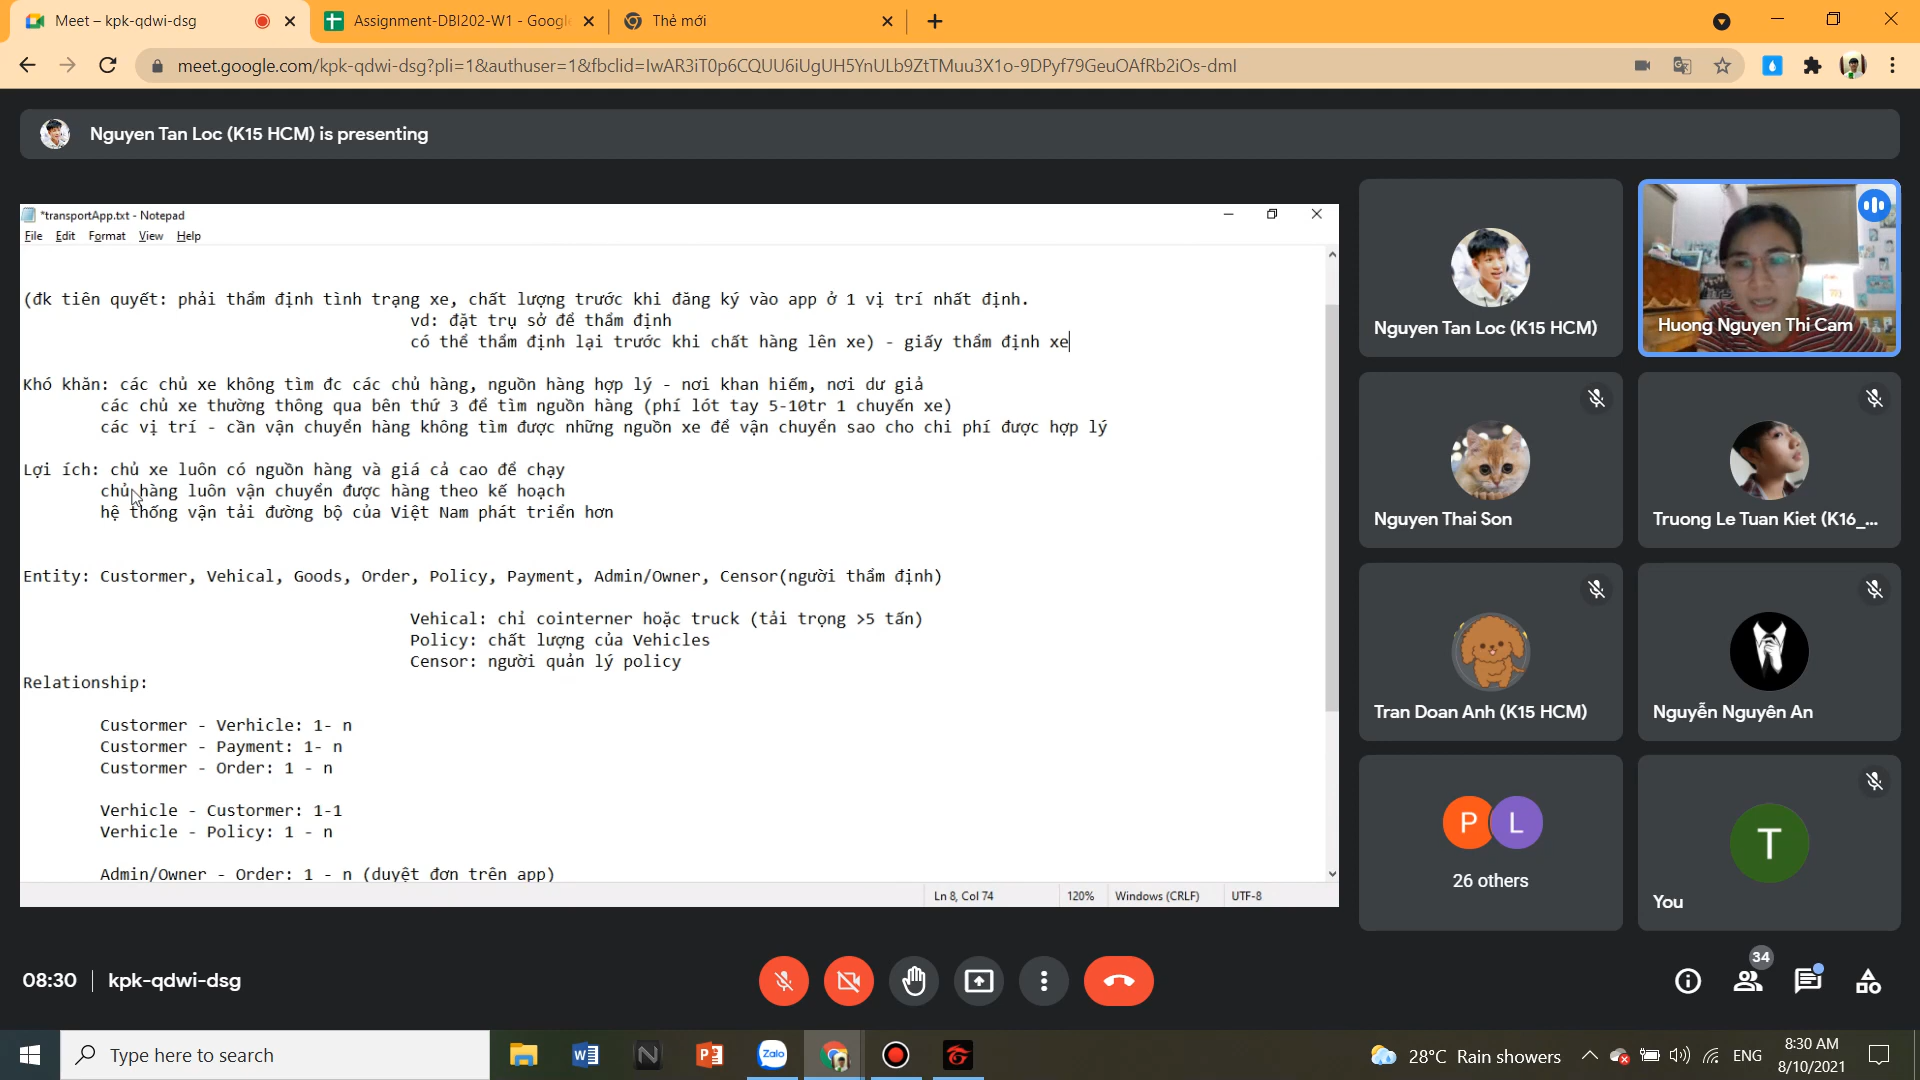 Meet – kpk-qdwi-dsg
Assignment-DBI202-W1 - Google
Thẻ mới
meet.google.com/kpk-qdwi-dsg?pli=1&authuser=1&fbclid=IwAR3iT0p6CQUU6iUgUH5YnULb9ZtTMuu3X1o-9DPyf79GeuOAfRb2iOs-dmI
Nguyen Tan Loc (K15 HCM) is presenting
*transportApp.txt - Notepad
File Edit Format View Help
(đk tiên quyết: phải thẩm định tình trạng xe, chất lượng trước khi đăng ký vào app ở 1 vị trí nhất định.
vd: đặt trụ sở để thẩm định
có thể thẩm định lại trước khi chất hàng lên xe) - giấy thẩm định xe
Khó khăn: các chủ xe không tìm đc các chủ hàng, nguồn hàng hợp lý - nơi khan hiếm, nơi dư giả
các chủ xe thường thông qua bên thứ 3 để tìm nguồn hàng (phí lót tay 5-10tr 1 chuyến xe)
các vị trí - cần vận chuyển hàng không tìm được những nguồn xe để vận chuyển sao cho chi phí được hợp lý
Lợi ích: chủ xe luôn có nguồn hàng và giá cả cao để chạy
chủ hàng luôn vận chuyển được hàng theo kế hoạch
hệ thống vận tải đường bộ của Việt Nam phát triển hơn
Entity: Custormer, Vehical, Goods, Order, Policy, Payment, Admin/Owner, Censor(người thẩm định)
Vehical: chỉ cointerner hoặc truck (tải trọng >5 tấn)
Policy: chất lượng của Vehicles
Censor: người quản lý policy
Relationship:
Custormer - Verhicle: 1- n
Custormer - Payment: 1- n
Custormer - Order: 1 - n
Verhicle - Custormer: 1-1
Verhicle - Policy: 1 - n
Admin/Owner - Order: 1 - n (duyệt đơn trên app)
Ln 8, Col 74
120%
Windows (CRLF)
UTF-8
Nguyen Tan Loc (K15 HCM)
Huong Nguyen Thi Cam
Nguyen Thai Son
Truong Le Tuan Kiet (K16_...
Tran Doan Anh (K15 HCM)
Nguyễn Nguyên An
P L
26 others
T
You
08:30 | kpk-qdwi-dsg
34
Type here to search
Zalo
28°C Rain showers
ENG
8:30 AM
8/10/2021